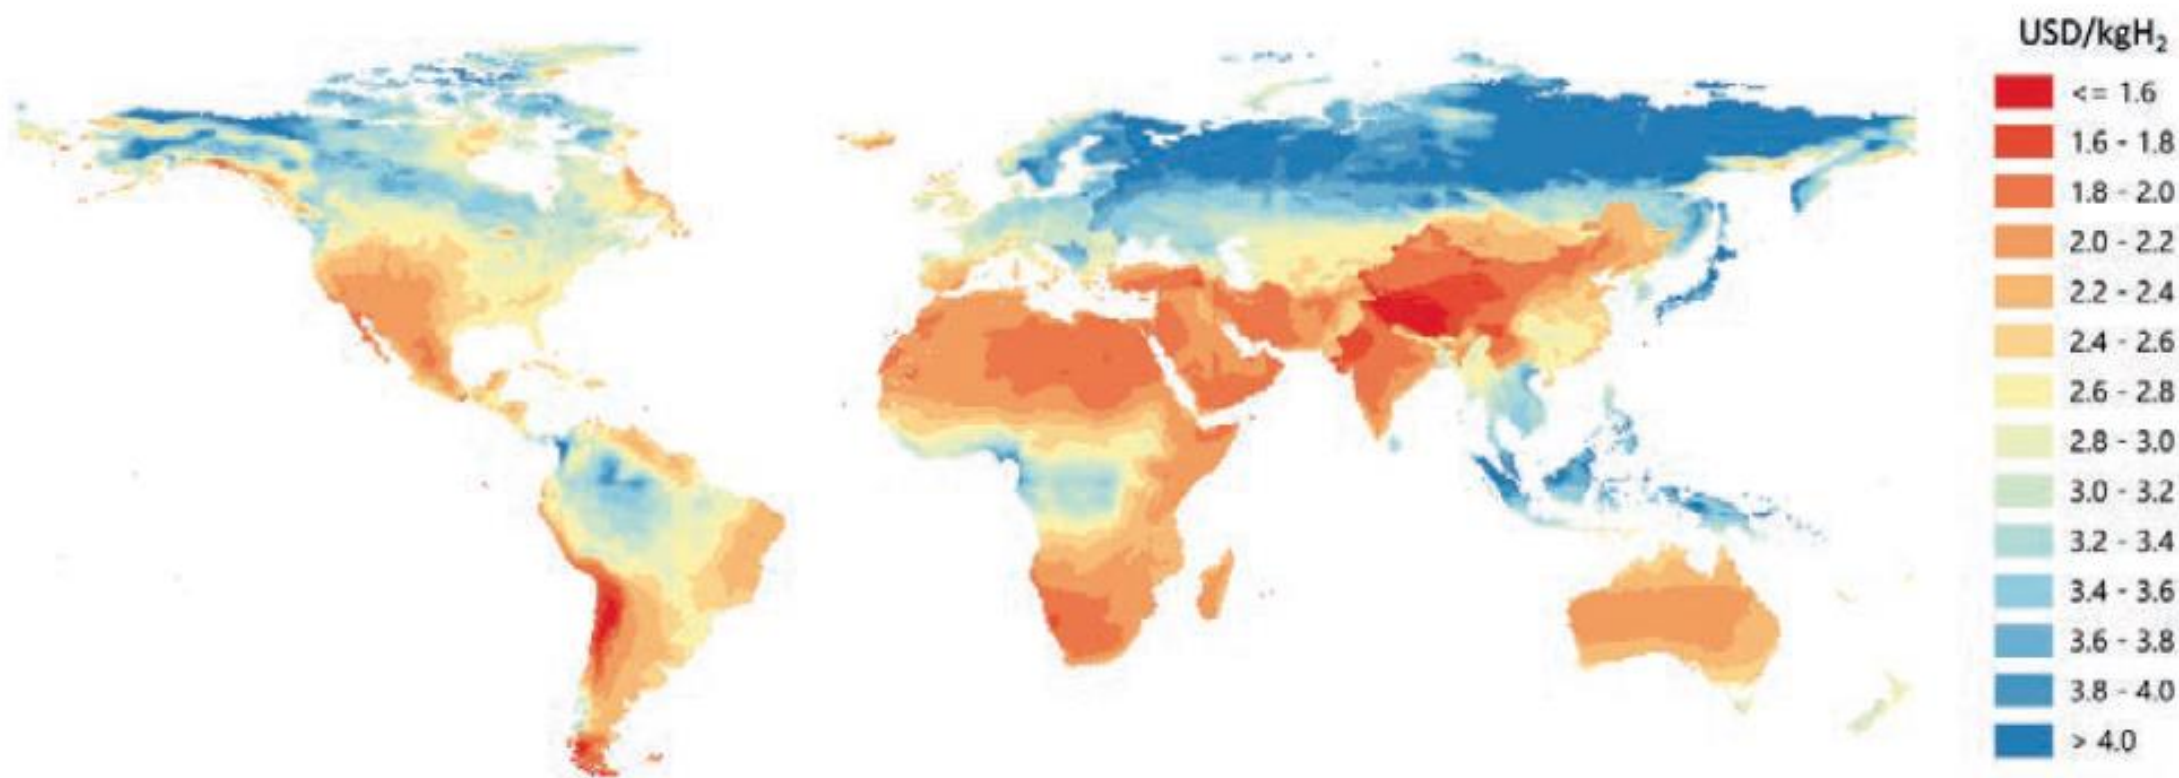 USD/kgH₂
<= 1.6
1.6 - 1.8
1.8 - 2.0
2.0 - 2.2
2.2 - 2.4
2.4 - 2.6
2.6 - 2.8
2.8 - 3.0
3.0 - 3.2
3.2 - 3.4
3.4 - 3.6
3.6 - 3.8
3.8 - 4.0
> 4.0